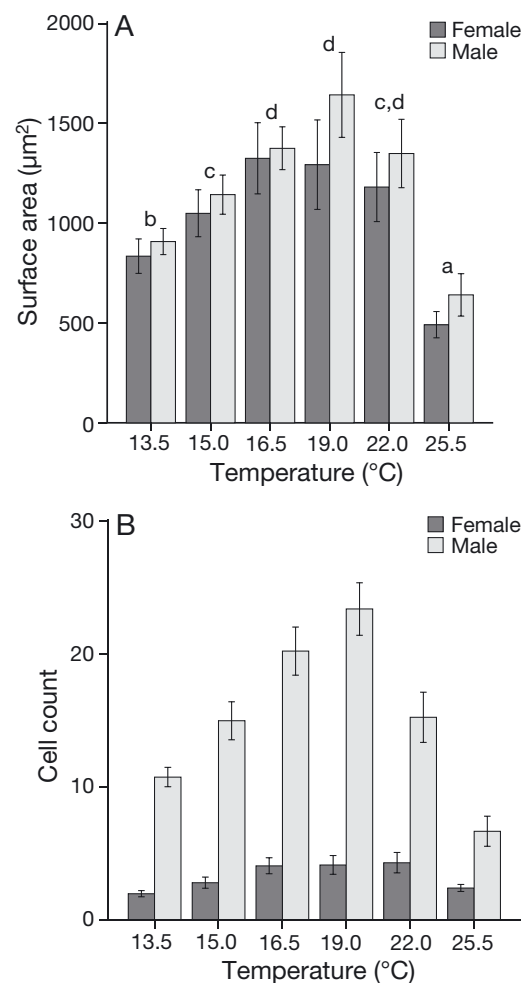 A
Female
Male
Surface area (µm²)
2000
1500
1000
500
0
b
c
d
d
c,d
a
13.5 15.0 16.5 19.0 22.0 25.5
Temperature (°C)
B
Female
Male
Cell count
30
20
10
0
13.5 15.0 16.5 19.0 22.0 25.5
Temperature (°C)